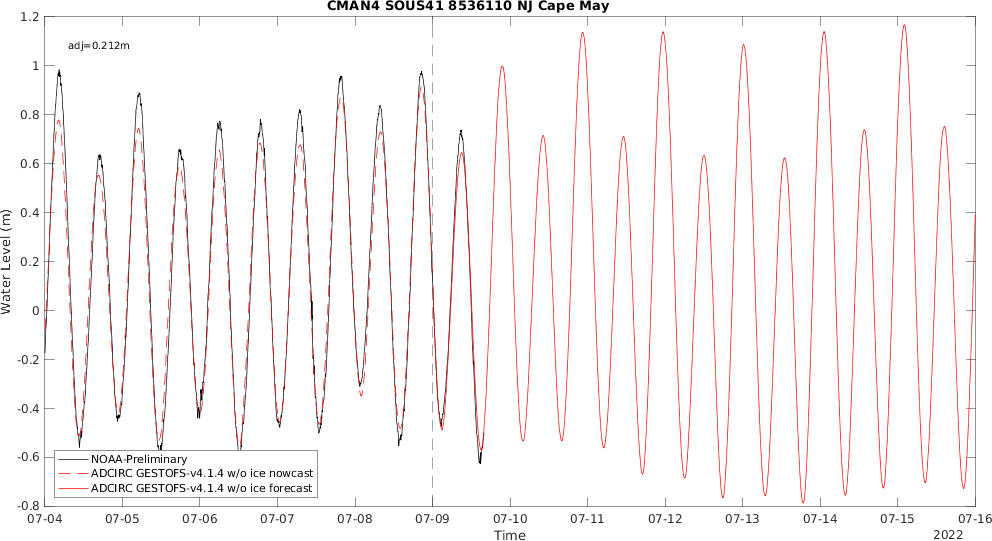 CMAN4 SOUS41 8536110 NJ Cape May
adj=0.212m
1.2
1
0.8
0.6
0.4
0.2
0
-0.2
-0.4
-0.6
-0.8
Water Level (m)
NOAA-Preliminary
ADCIRC GESTOFS-v4.1.4 w/o ice nowcast
ADCIRC GESTOFS-v4.1.4 w/o ice forecast
07-04 07-05 07-06 07-07 07-08 07-09 07-10 07-11 07-12 07-13 07-14 07-15 07-16
Time
2022